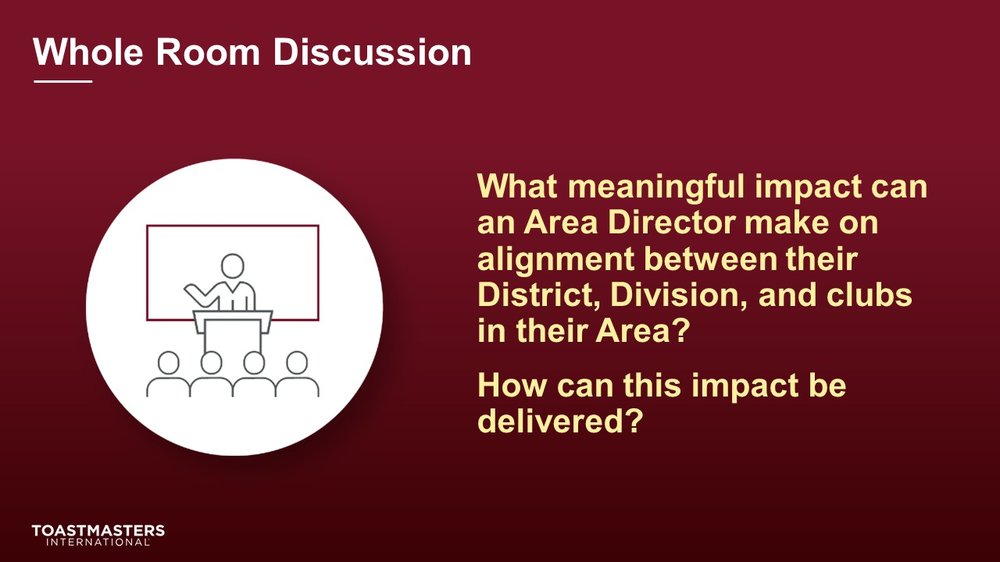 Whole Room Discussion
What meaningful impact can
an Area Director make on
alignment between their
District, Division, and clubs
in their Area?
How can this impact be
delivered?
TOASTMASTERS
INTERNATIONAL